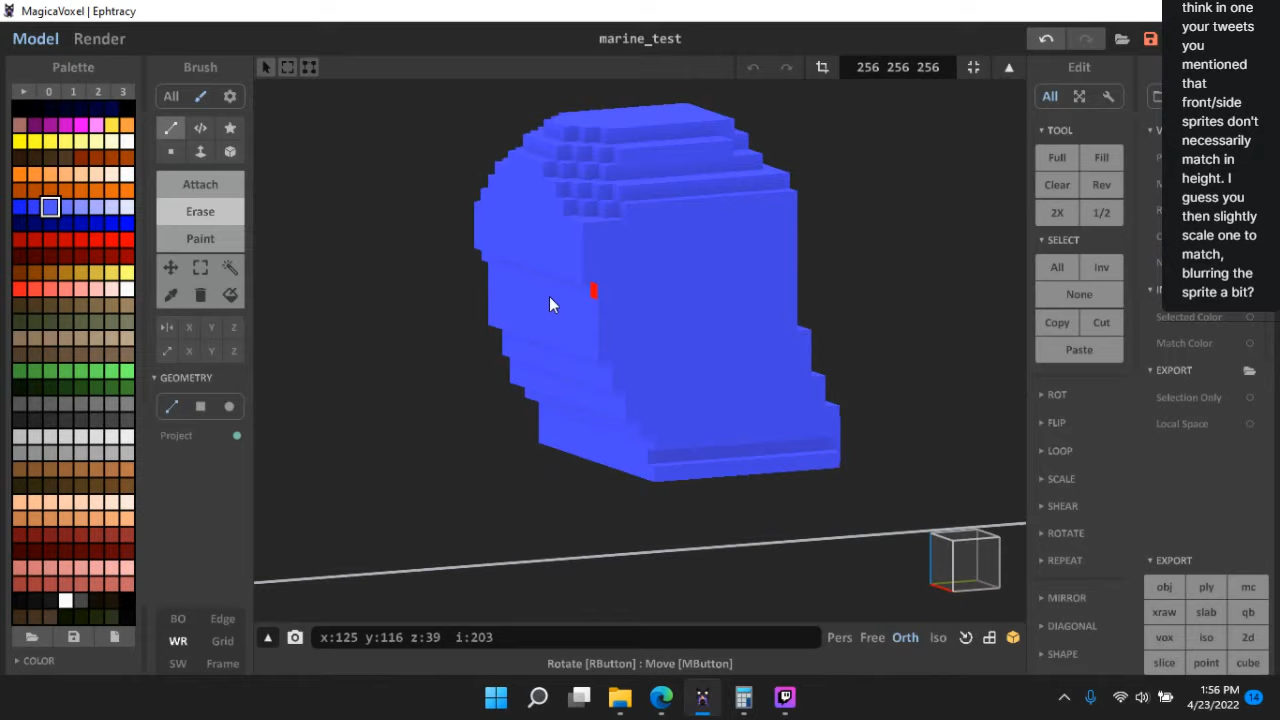 MagicaVoxel | Ephtracy
Model Render
marine_test
Palette
0 1 2 3
COLOR
Brush
All
Attach
Erase
Paint
X Y Z
X Y Z
GEOMETRY
Project
BO Edge
WR Grid
SW Frame
256 256 256
x:125 y:116 z:39 i:203
Pers Free Orth Iso
Rotate [RButton] : Move [MButton]
Edit
All
TOOL
Full Fill
Clear Rev
2X 1/2
SELECT
All Inv
None
Copy Cut
Paste
ROT
FLIP
LOOP
SCALE
SHEAR
ROTATE
REPEAT
MIRROR
DIAGONAL
SHAPE
think in one
your tweets
you
mentioned
that
front/side
sprites don't
necessarily
match in
height. I
guess you
then slightly
scale one to
match,
blurring the
sprite a bit?
Selected Color
Match Color
EXPORT
Selection Only
Local Space
EXPORT
obj ply mc
xraw slab qb
vox iso 2d
slice point cube
1:56 PM
4/23/2022
14